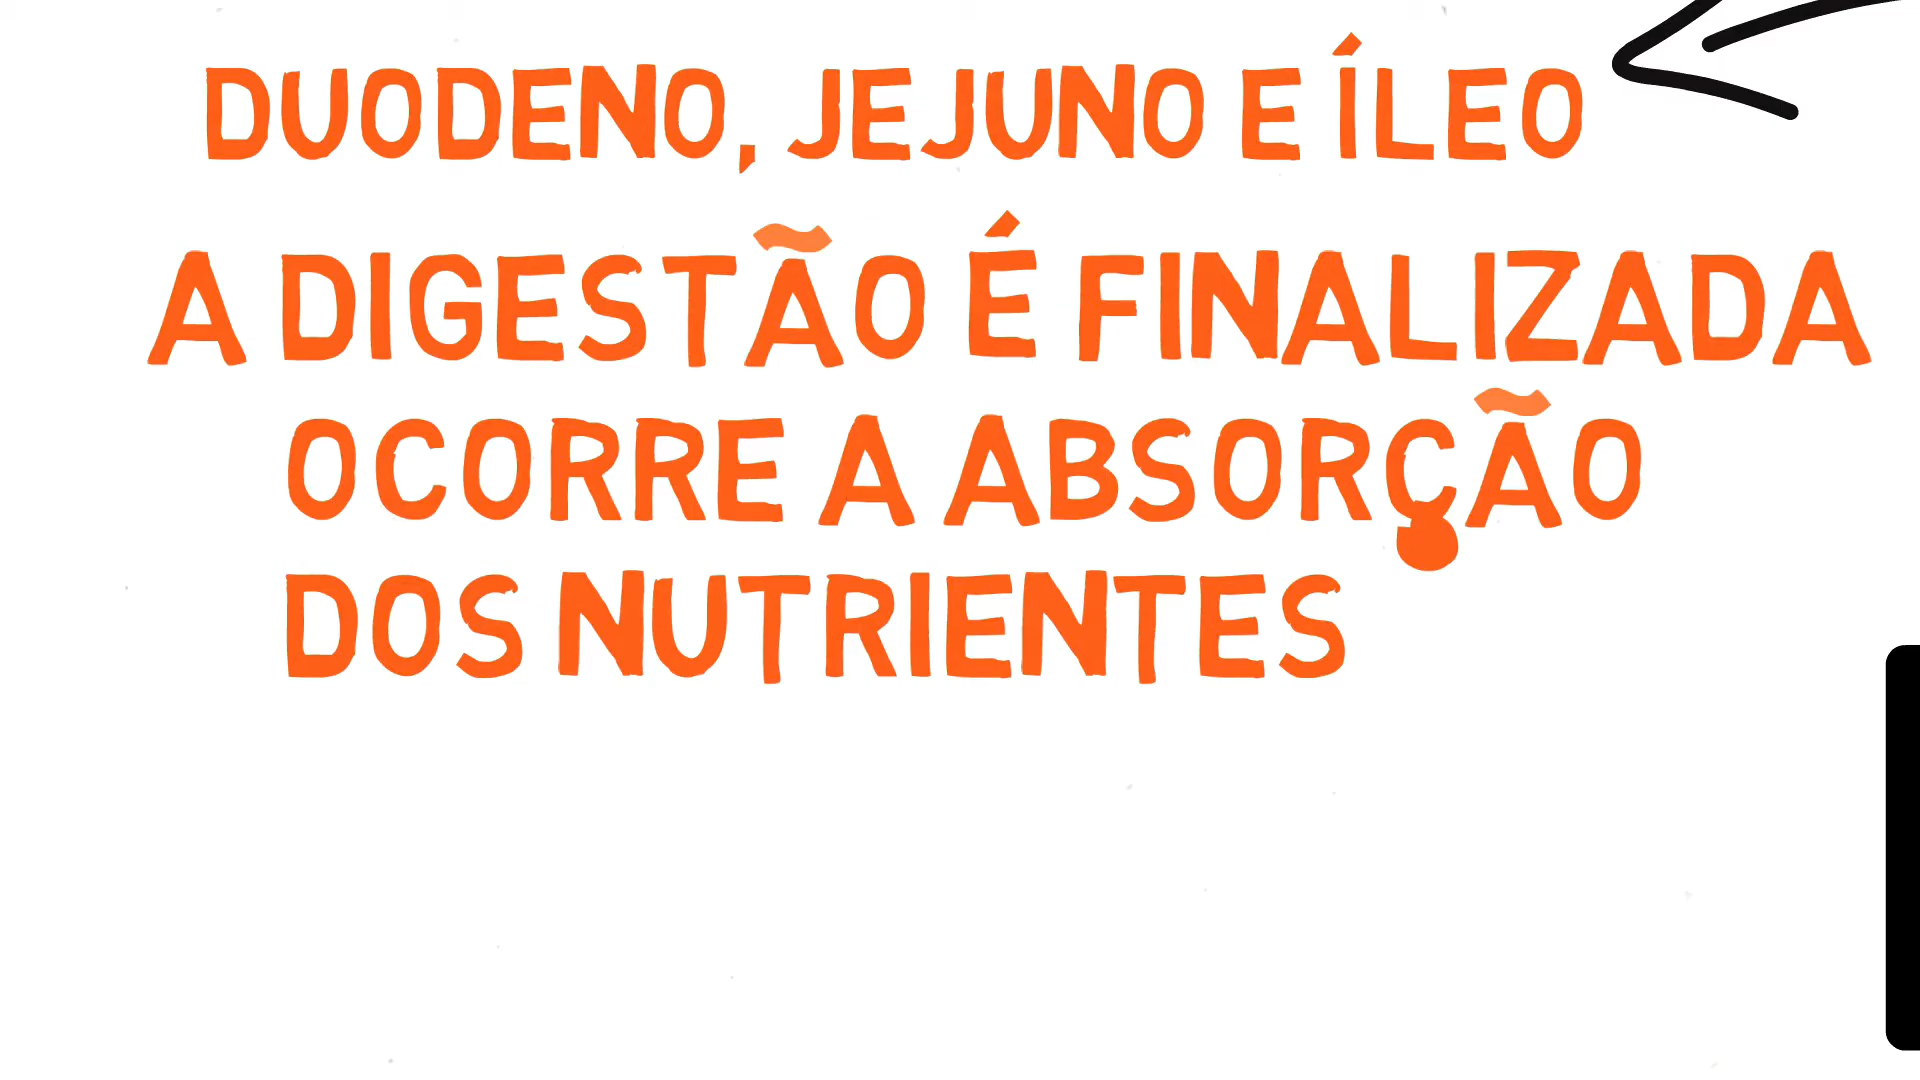 DUODENO, JEJUNO E ÍLEO
A DIGESTÃO É FINALIZADA
OCORRE A ABSORÇÃO
DOS NUTRIENTES